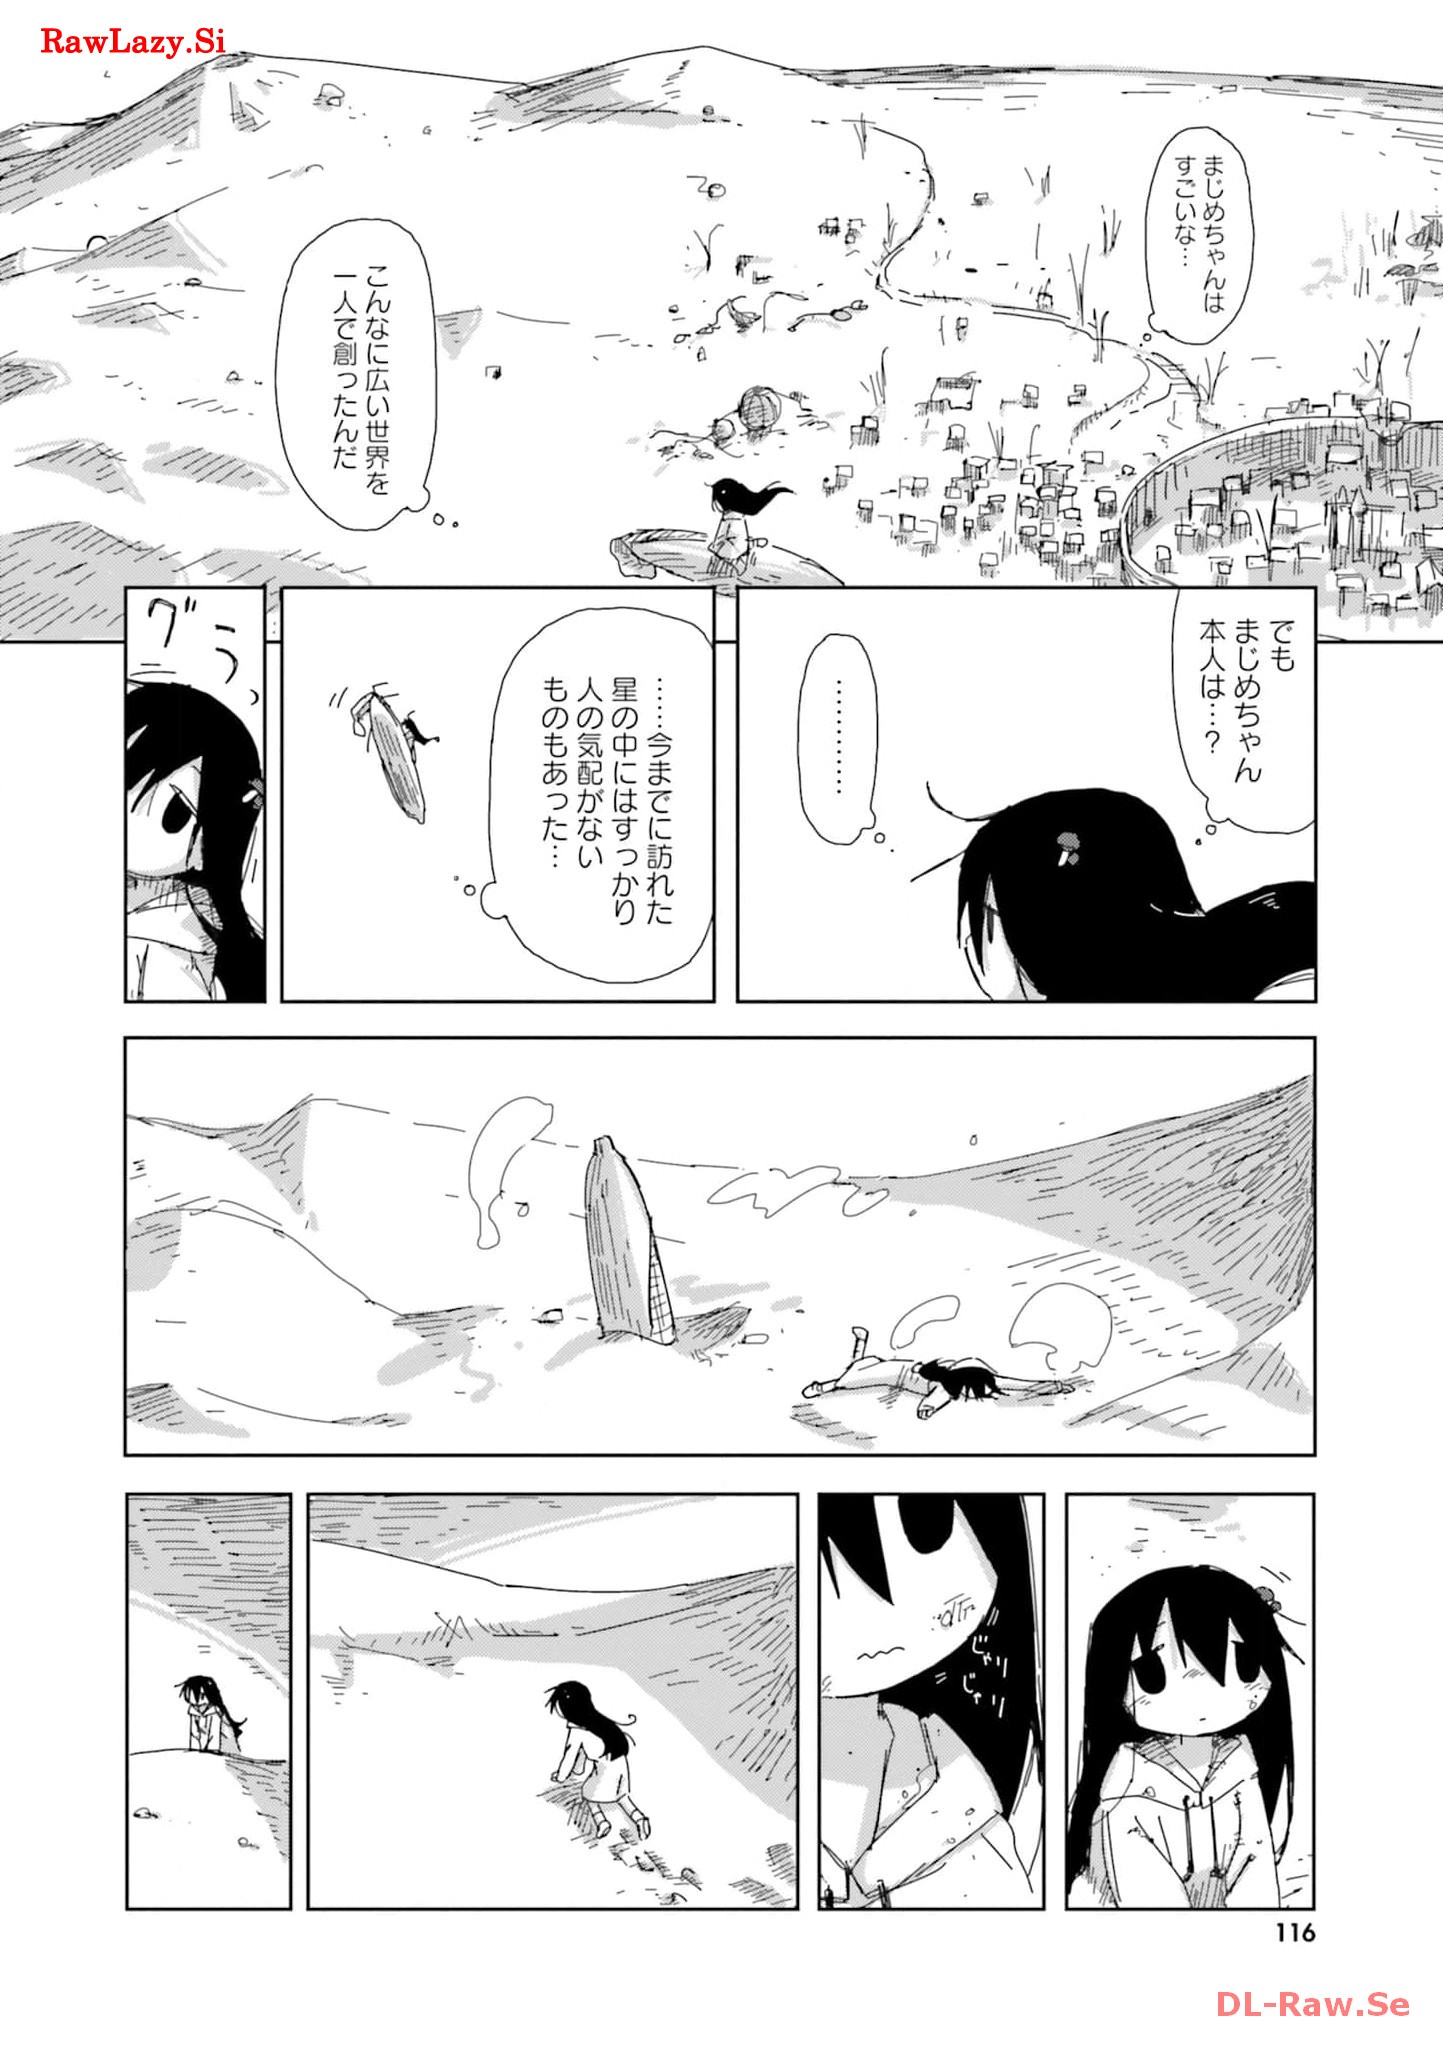 RawLazy.Si
まじめちゃんは
すごいな…
こんなに広い世界を
一人で創ったんだ
でも
まじめちゃん
本人は…?
…………
……今までに訪れた
星の中にはすっかり
人の気配がない
ものもあった…
グうっ
じゃり
じゃり
116
DL-Raw.Se